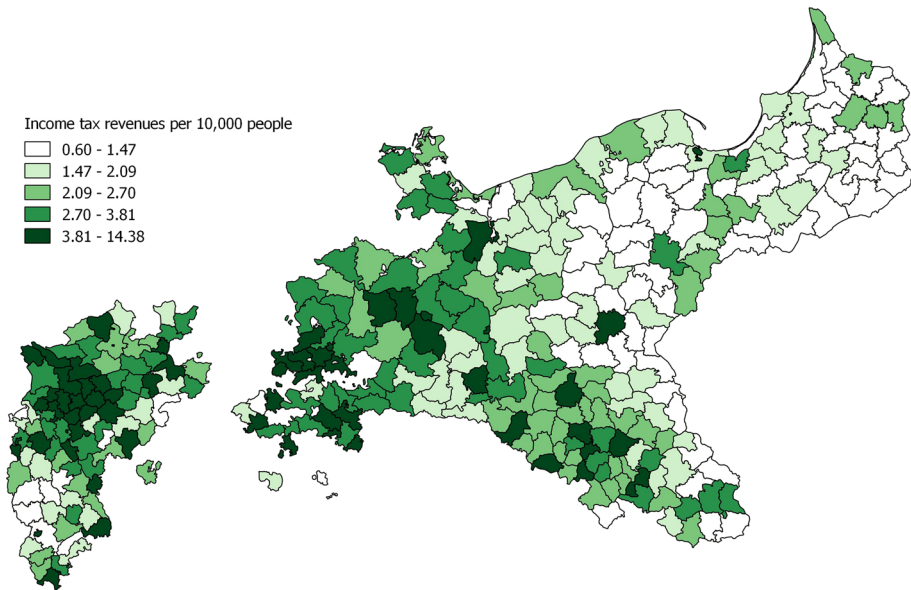 Income tax revenues per 10,000 people
0.60 - 1.47
1.47 - 2.09
2.09 - 2.70
2.70 - 3.81
3.81 - 14.38